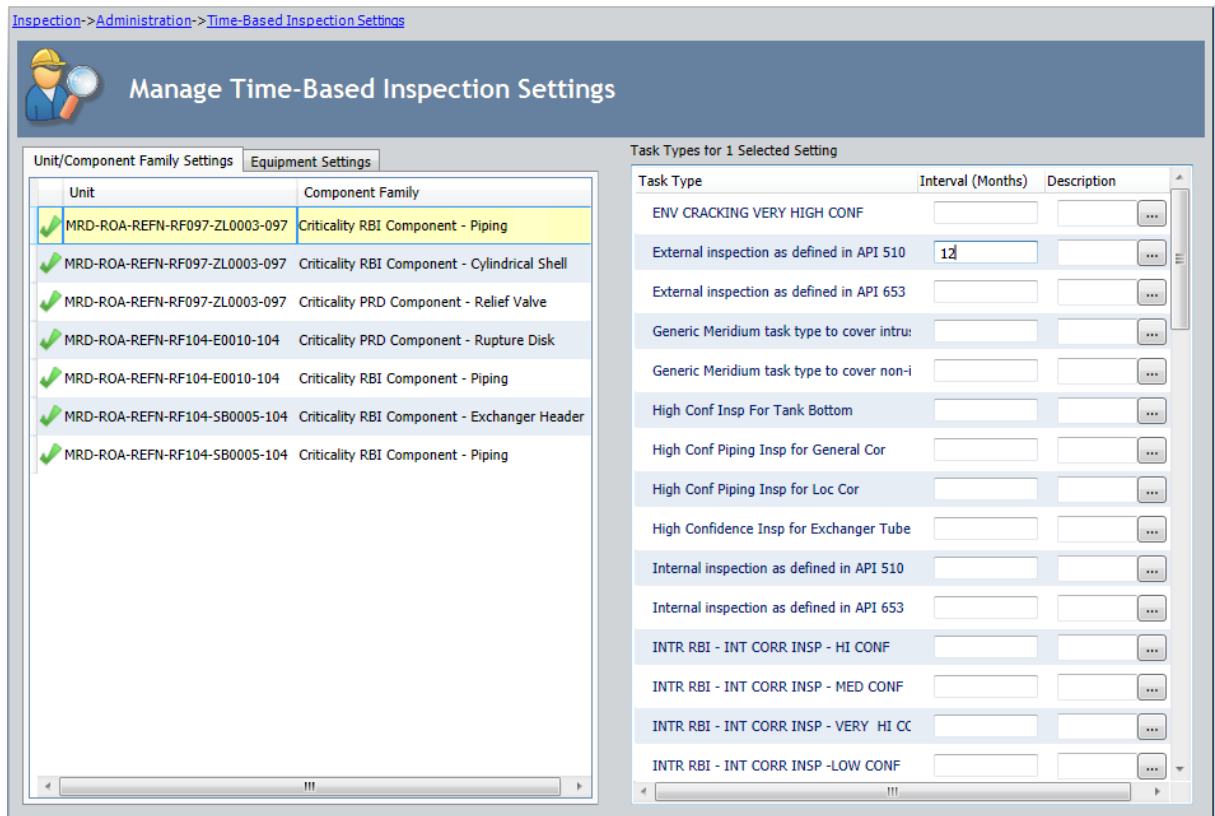 Inspection->Administration->Time-Based Inspection Settings
Manage Time-Based Inspection Settings
Unit/Component Family Settings Equipment Settings
Unit Component Family
MRD-ROA-REFN-RF097-ZL0003-097 Criticality RBI Component - Piping
MRD-ROA-REFN-RF097-ZL0003-097 Criticality RBI Component - Cylindrical Shell
MRD-ROA-REFN-RF097-ZL0003-097 Criticality PRD Component - Relief Valve
MRD-ROA-REFN-RF104-E0010-104 Criticality PRD Component - Rupture Disk
MRD-ROA-REFN-RF104-E0010-104 Criticality RBI Component - Piping
MRD-ROA-REFN-RF104-SB0005-104 Criticality RBI Component - Exchanger Header
MRD-ROA-REFN-RF104-SB0005-104 Criticality RBI Component - Piping
Task Types for 1 Selected Setting
Task Type Interval (Months) Description
ENV CRACKING VERY HIGH CONF ...
External inspection as defined in API 510 12 ...
External inspection as defined in API 653 ...
Generic Meridium task type to cover intrus ...
Generic Meridium task type to cover non-i ...
High Conf Insp For Tank Bottom ...
High Conf Piping Insp for General Cor ...
High Conf Piping Insp for Loc Cor ...
High Confidence Insp for Exchanger Tube ...
Internal inspection as defined in API 510 ...
Internal inspection as defined in API 653 ...
INTR RBI - INT CORR INSP - HI CONF ...
INTR RBI - INT CORR INSP - MED CONF ...
INTR RBI - INT CORR INSP - VERY HI CO ...
INTR RBI - INT CORR INSP -LOW CONF ...